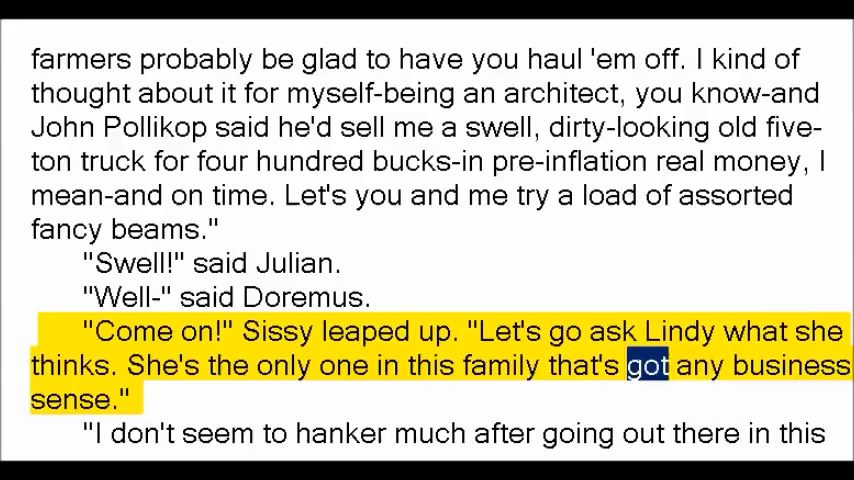 farmers probably be glad to have you haul 'em off. I kind of
thought about it for myself-being an architect, you know-and
John Pollikop said he'd sell me a swell, dirty-looking old five-
ton truck for four hundred bucks-in pre-inflation real money, I
mean-and on time. Let's you and me try a load of assorted
fancy beams."
"Swell!" said Julian.
"Well-" said Doremus.
"Come on!" Sissy leaped up. "Let's go ask Lindy what she
thinks. She's the only one in this family that's got any business
sense."
"I don't seem to hanker much after going out there in this